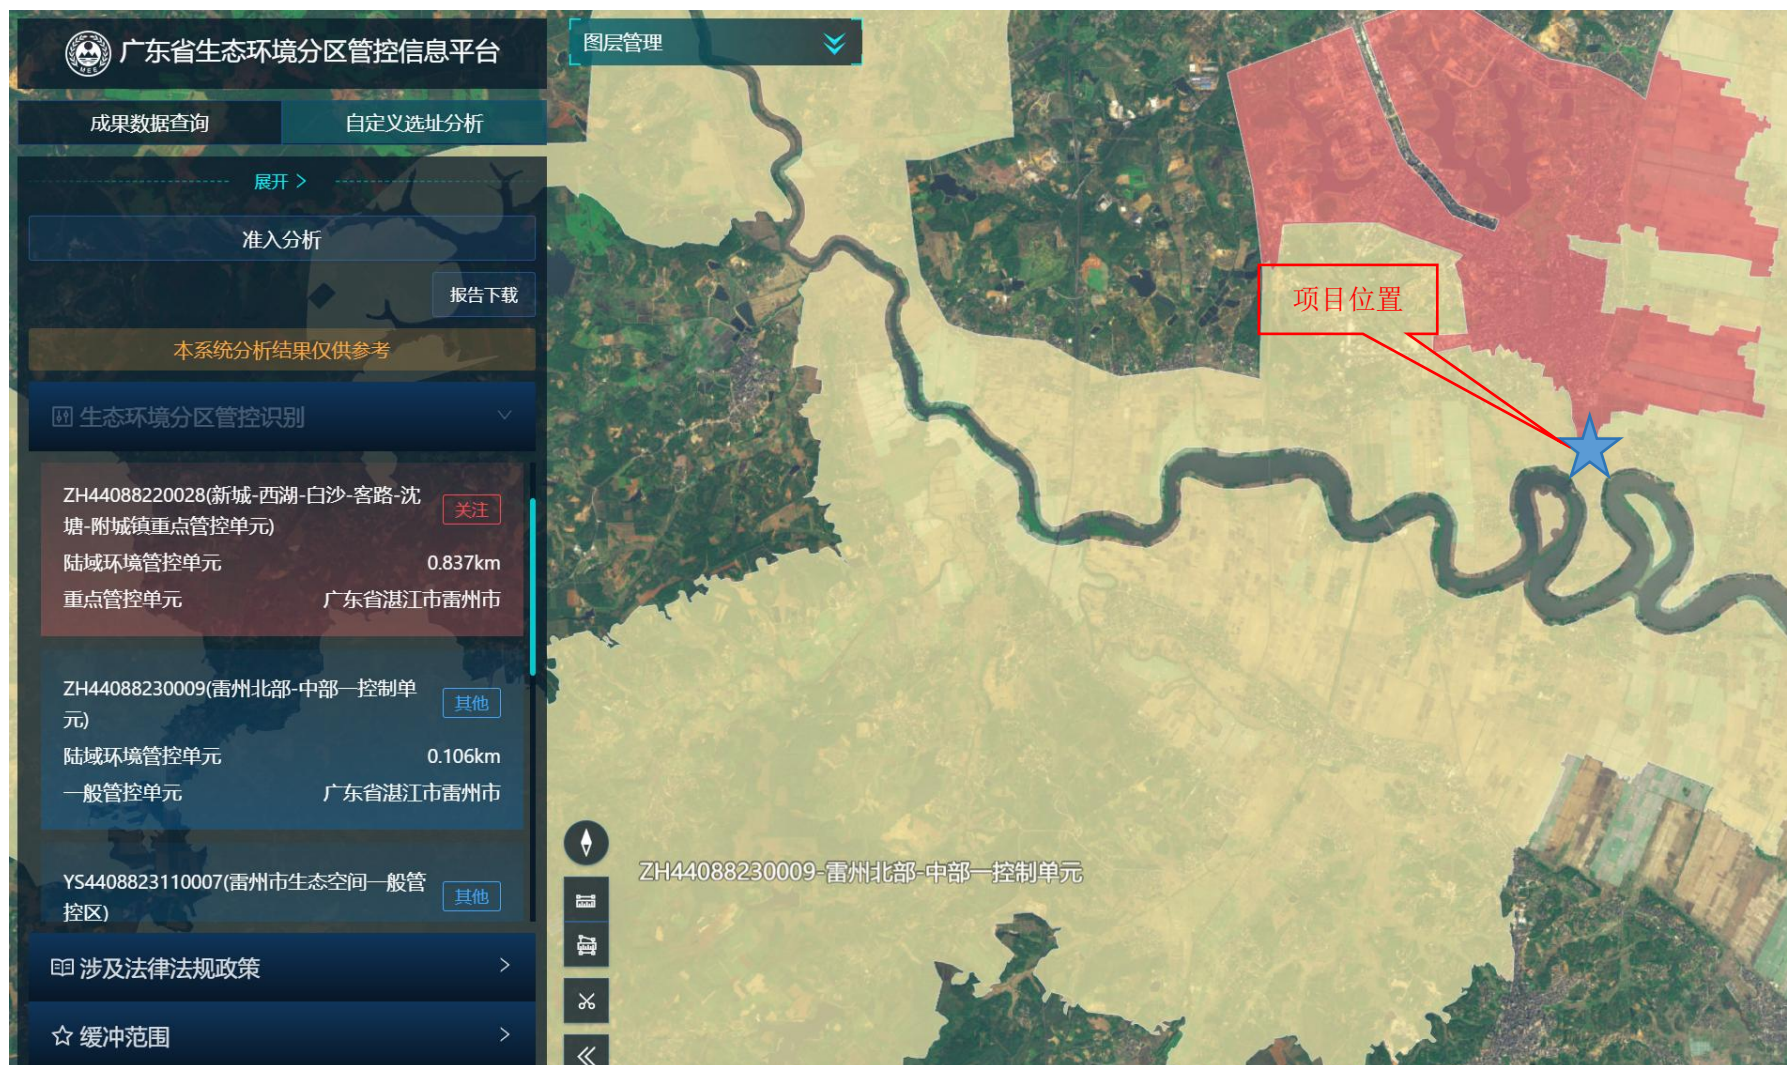 广东省生态环境分区管控信息平台
图层管理
成果数据查询
自定义选址分析
展开 >
准入分析
报告下载
本系统分析结果仅供参考
生态环境分区管控识别
ZH44088220028(新城-西湖-白沙-客路-沈
塘-附城镇重点管控单元)
关注
陆域环境管控单元 0.837km
重点管控单元 广东省湛江市雷州市
ZH44088230009(雷州北部-中部一控制单
元)
其他
陆域环境管控单元 0.106km
一般管控单元 广东省湛江市雷州市
YS4408823110007(雷州市生态空间一般管
控区)
其他
涉及法律法规政策
缓冲范围
项目位置
ZH44088230009-雷州北部-中部一控制单元